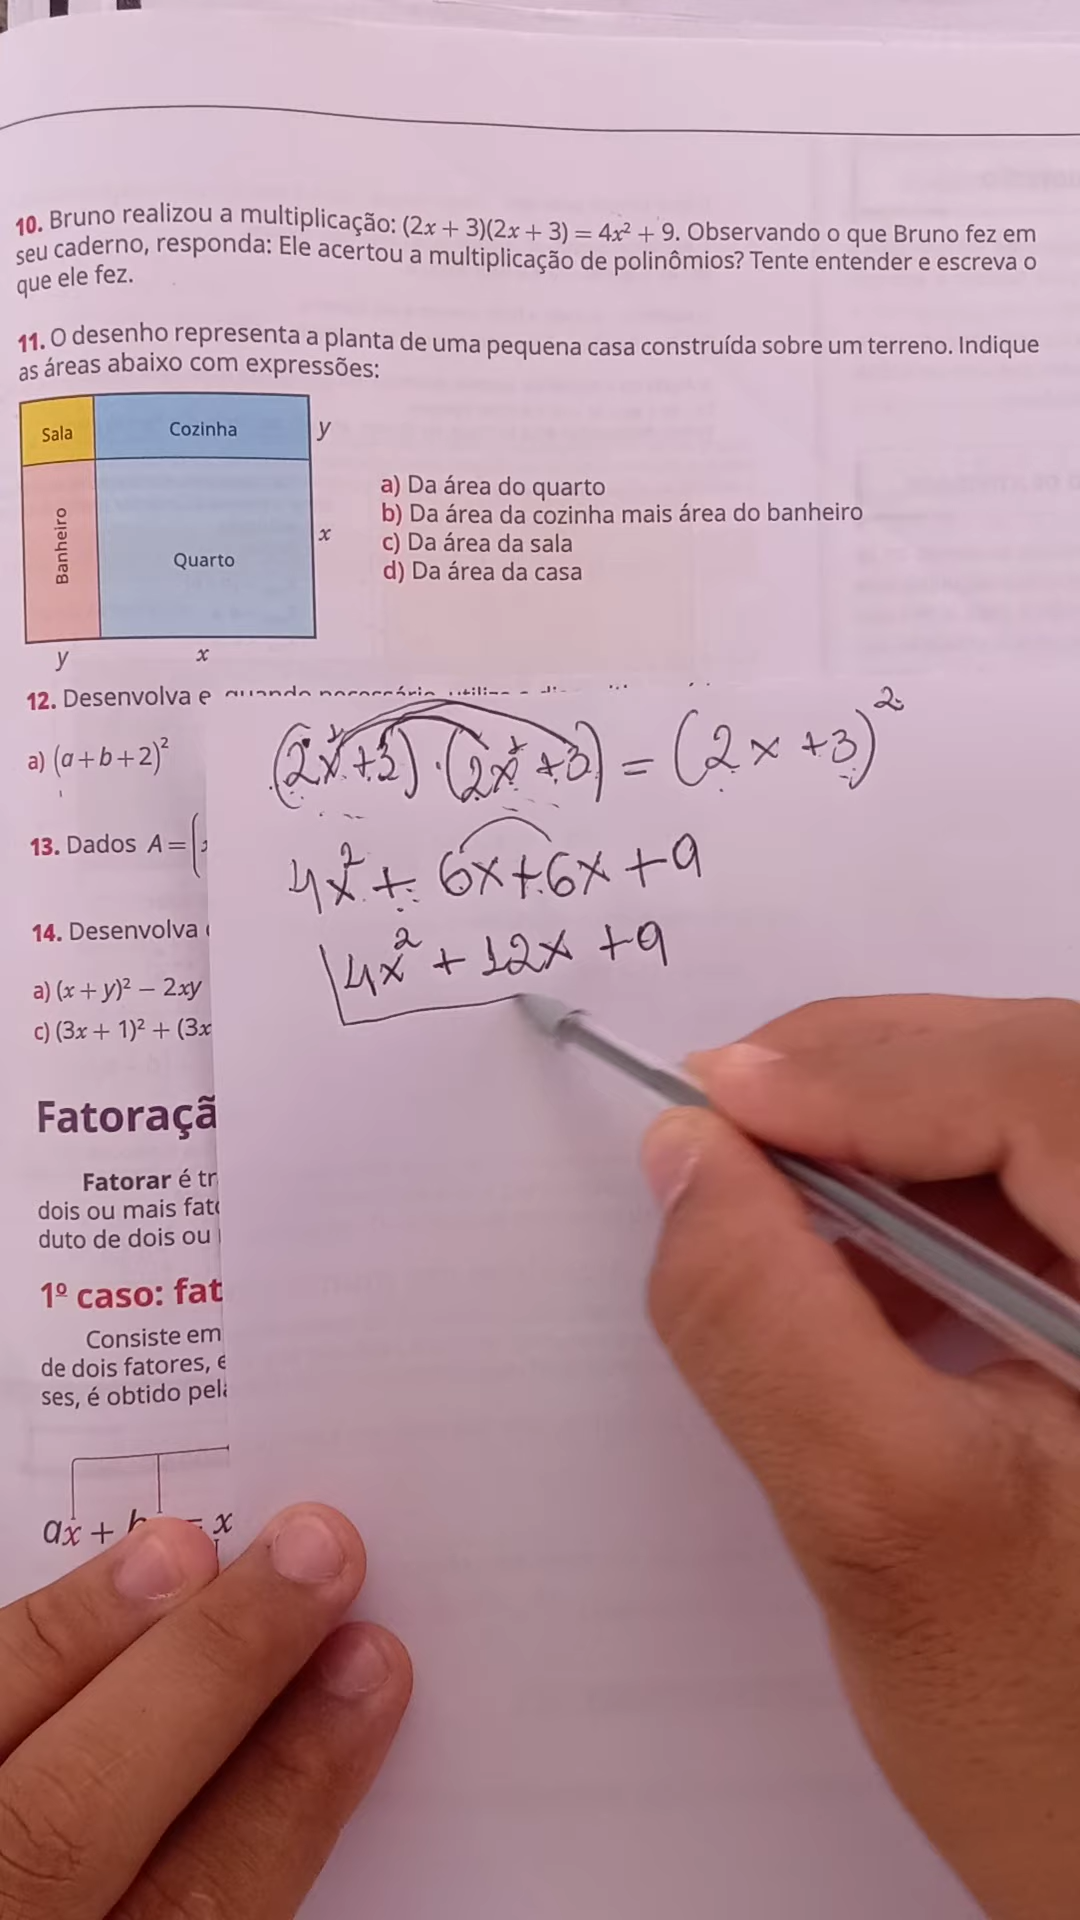 10. Bruno realizou a multiplicação: (2x + 3)(2x + 3) = 4x² + 9. Observando o que Bruno fez em
seu caderno, responda: Ele acertou a multiplicação de polinômios? Tente entender e escreva o
que ele fez.
11. O desenho representa a planta de uma pequena casa construída sobre um terreno. Indique
as áreas abaixo com expressões:
Sala
Cozinha
y
Banheiro
Quarto
x
y
x
a) Da área do quarto
b) Da área da cozinha mais área do banheiro
c) Da área da sala
d) Da área da casa
12. Desenvolva e quando necessário, utilize
a) (a + b + 2)²
(2x¹+3)·(2x¹+3) = (2x+3)²
4x² + 6x+6x+9
4x² + 12x + 9
13. Dados A = (
14. Desenvolva
a) (x + y)² – 2xy
c) (3x + 1)² + (3x
Fatoraçã
Fatorar é tr
dois ou mais fat
duto de dois ou
1º caso: fat
Consiste em
de dois fatores, e
ses, é obtido pel
ax + b = x